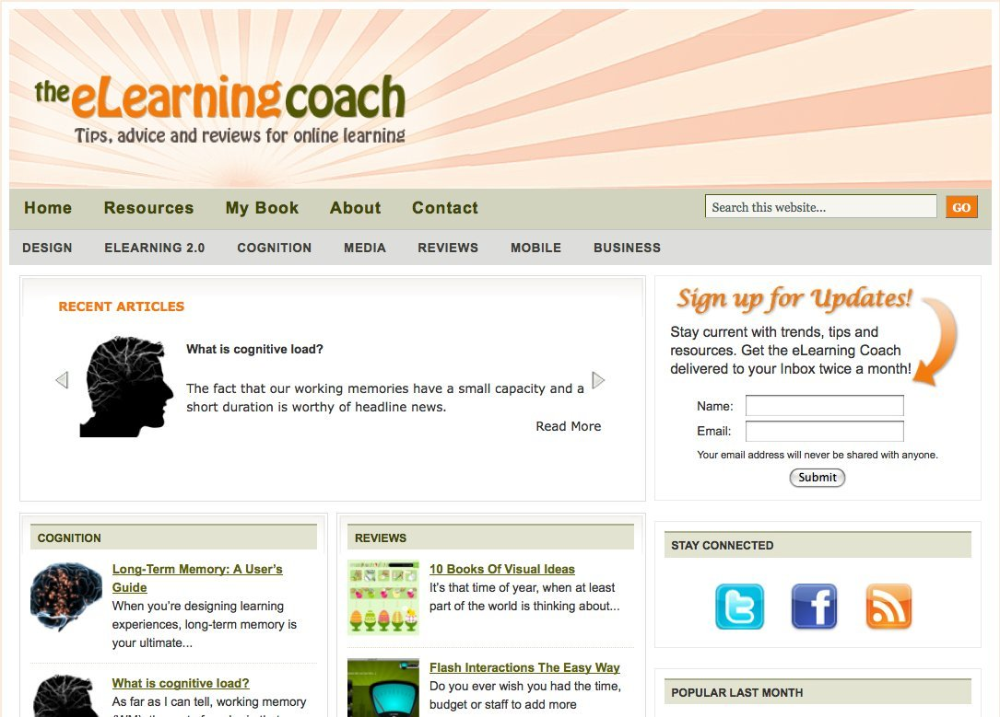 the eLearning coach
Tips, advice and reviews for online learning
Home Resources My Book About Contact
Search this website... GO
DESIGN ELEARNING 2.0 COGNITION MEDIA REVIEWS MOBILE BUSINESS
RECENT ARTICLES
What is cognitive load?
The fact that our working memories have a small capacity and a
short duration is worthy of headline news.
Read More
Sign up for Updates!
Stay current with trends, tips and
resources. Get the eLearning Coach
delivered to your Inbox twice a month!
Name:
Email:
Your email address will never be shared with anyone.
Submit
COGNITION
Long-Term Memory: A User's
Guide
When you're designing learning
experiences, long-term memory is
your ultimate...
What is cognitive load?
As far as I can tell, working memory
REVIEWS
10 Books Of Visual Ideas
It's that time of year, when at least
part of the world is thinking about...
Flash Interactions The Easy Way
Do you ever wish you had the time,
budget or staff to add more
STAY CONNECTED
POPULAR LAST MONTH